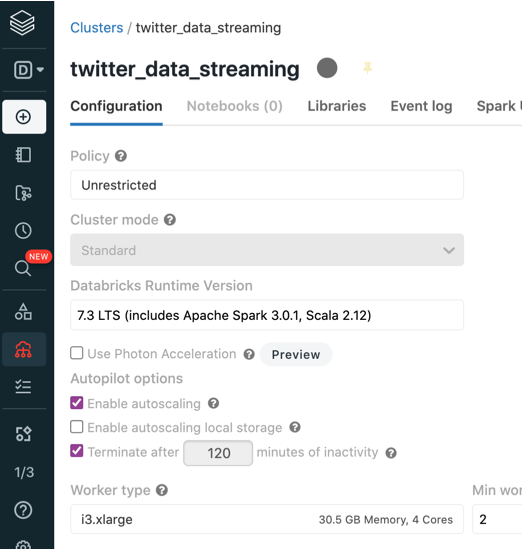 Clusters / twitter_data_streaming
D
twitter_data_streaming
Configuration Notebooks (0) Libraries Event log Spark U
Policy ?
Unrestricted
Cluster mode ?
Standard
NEW
Databricks Runtime Version
7.3 LTS (includes Apache Spark 3.0.1, Scala 2.12)
Use Photon Acceleration ? Preview
Autopilot options
Enable autoscaling ?
Enable autoscaling local storage ?
Terminate after 120 minutes of inactivity ?
1/3
Worker type ? Min wor
i3.xlarge 30.5 GB Memory, 4 Cores 2
?